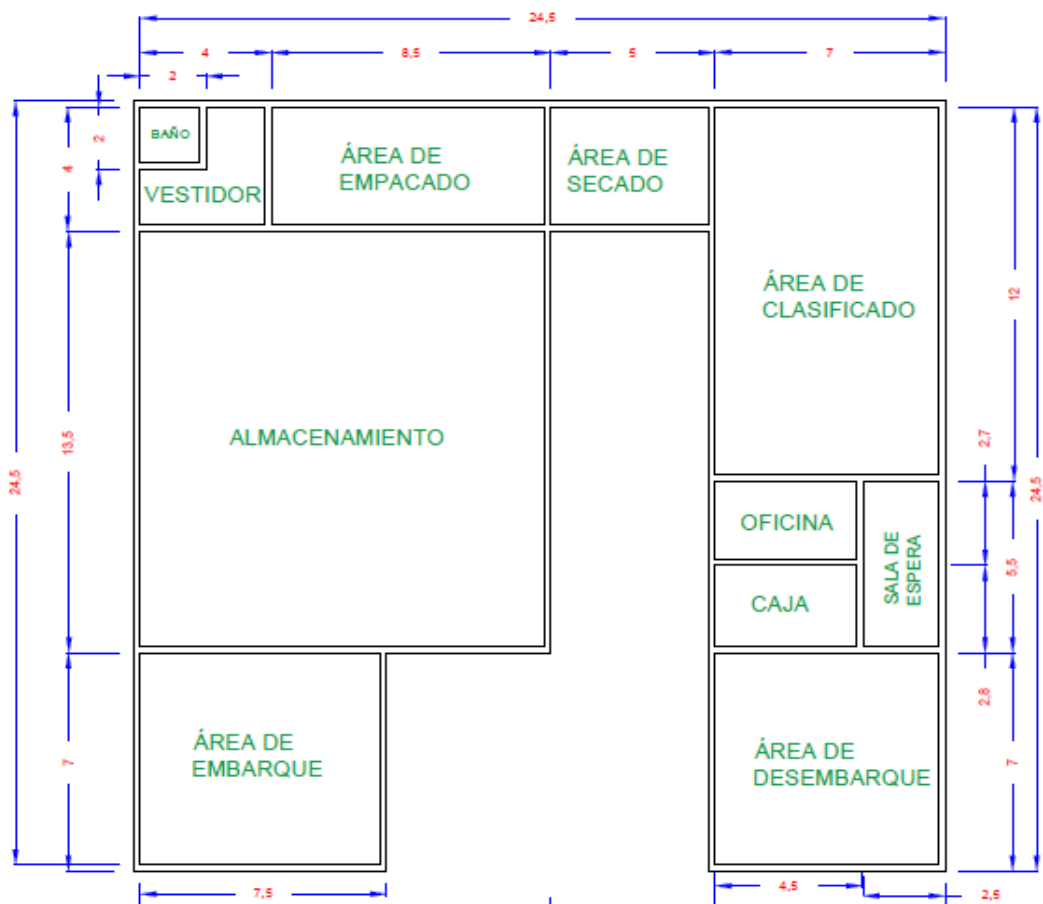 24,5
4
8,5
5
7
2
BAÑO
2
4
ÁREA DE
EMPACADO
ÁREA DE
SECADO
VESTIDOR
ÁREA DE
CLASIFICADO
12
ALMACENAMIENTO
13,5
2,7
24,5
24,5
OFICINA
SALA DE
ESPERA
5,5
CAJA
2,8
ÁREA DE
EMBARQUE
ÁREA DE
DESEMBARQUE
7
7
7,5
4,5
2,5